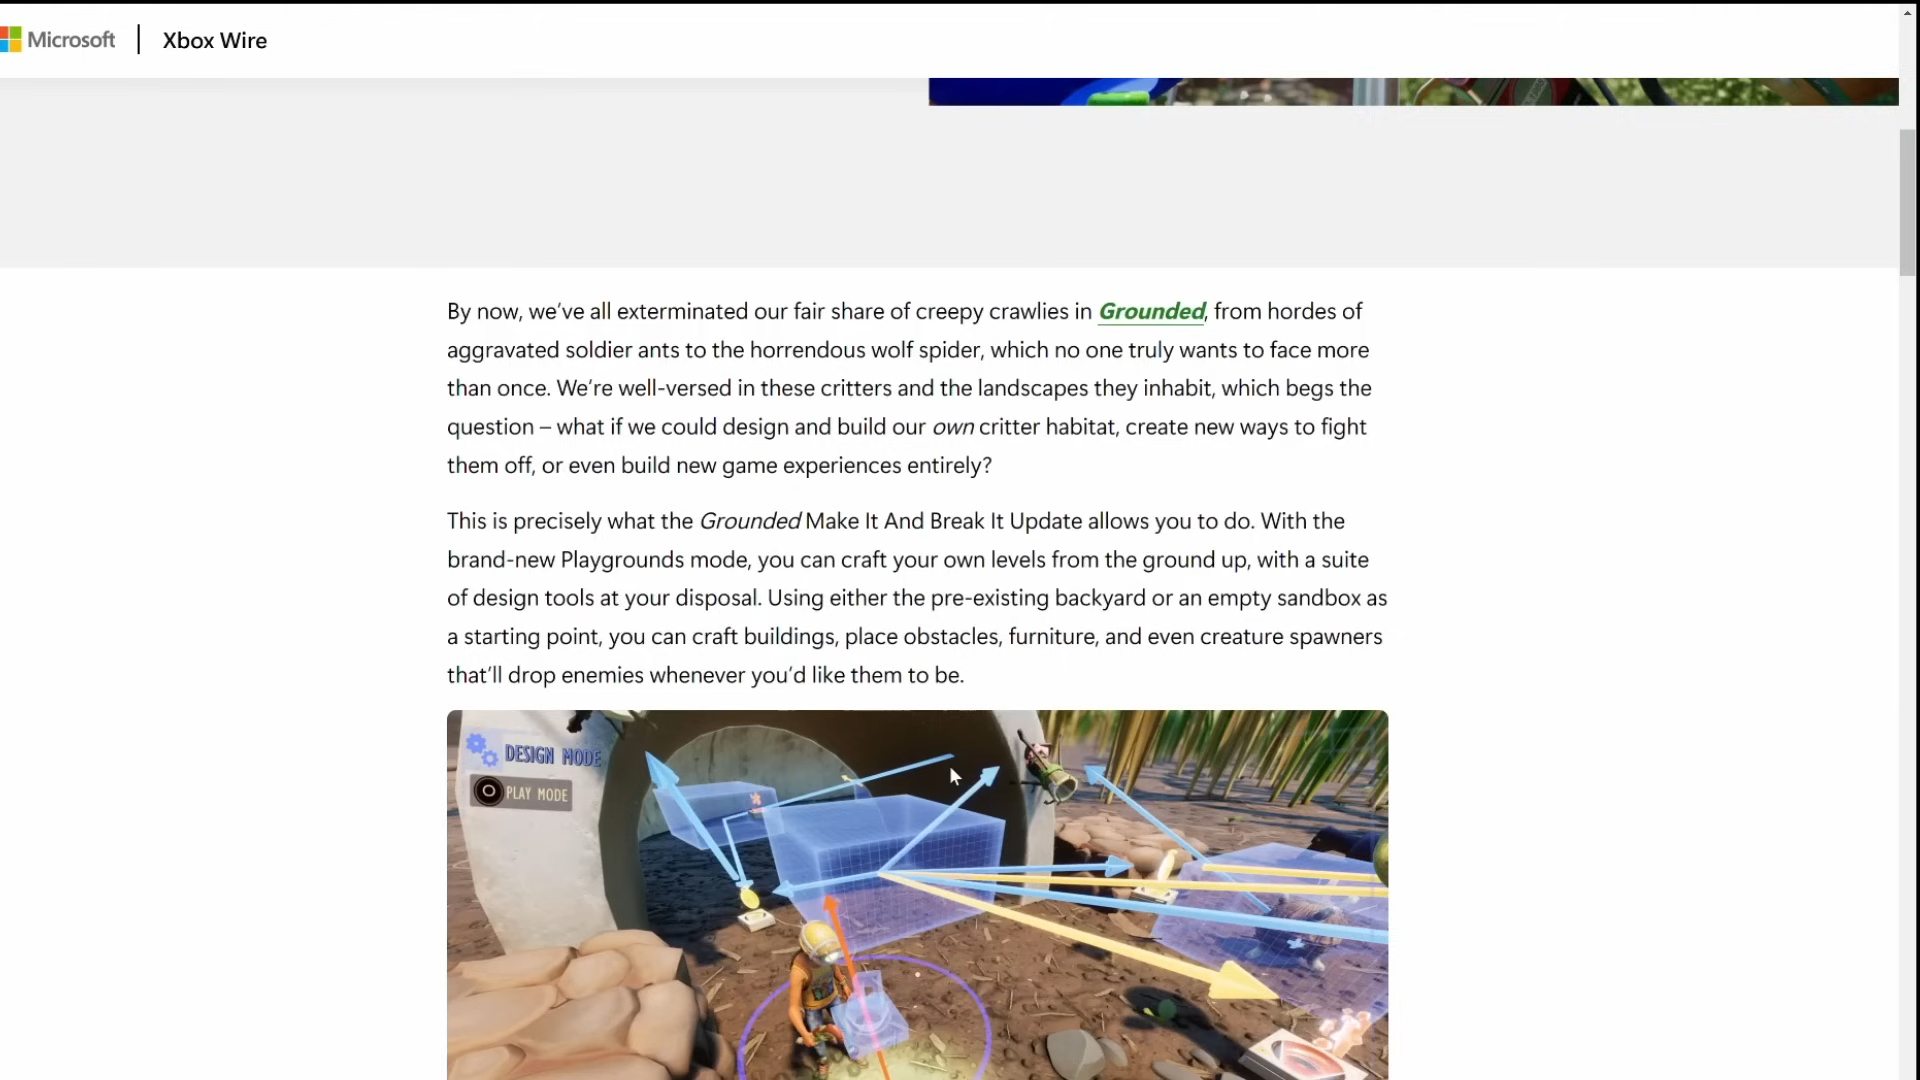 Microsoft
Xbox Wire
By now, we’ve all exterminated our fair share of creepy crawlies in Grounded, from hordes of
aggravated soldier ants to the horrendous wolf spider, which no one truly wants to face more
than once. We’re well-versed in these critters and the landscapes they inhabit, which begs the
question – what if we could design and build our own critter habitat, create new ways to fight
them off, or even build new game experiences entirely?
This is precisely what the Grounded Make It And Break It Update allows you to do. With the
brand-new Playgrounds mode, you can craft your own levels from the ground up, with a suite
of design tools at your disposal. Using either the pre-existing backyard or an empty sandbox as
a starting point, you can craft buildings, place obstacles, furniture, and even creature spawners
that’ll drop enemies whenever you’d like them to be.
DESIGN MODE
PLAY MODE